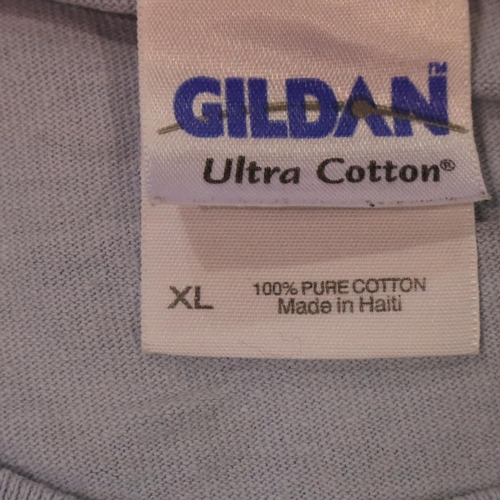 GILDAN™
Ultra Cotton®
XL
100% PURE COTTON
Made in Haiti